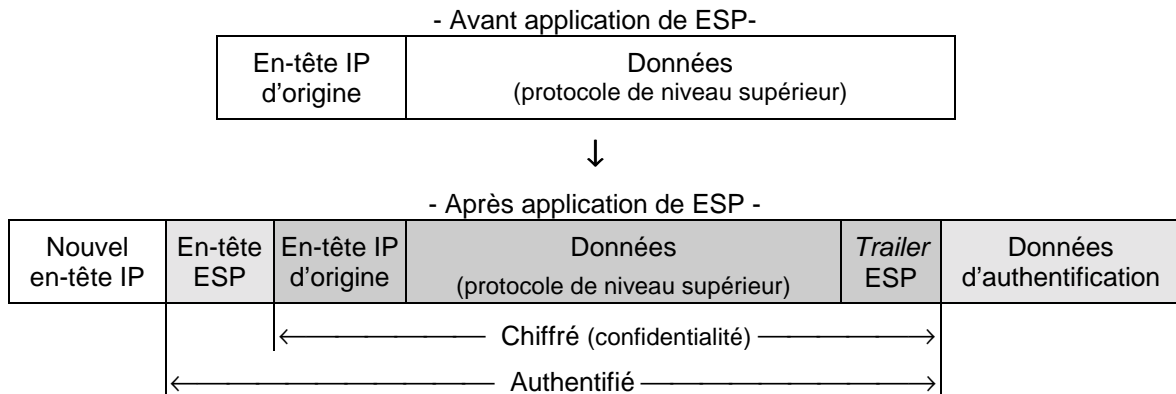 - Avant application de ESP-
En-tête IP d'origine
Données
(protocole de niveau supérieur)
↓
- Après application de ESP -
Nouvel en-tête IP
En-tête ESP
En-tête IP d'origine
Données
(protocole de niveau supérieur)
Trailer ESP
Données d'authentification
Chiffré (confidentialité)
Authentifié